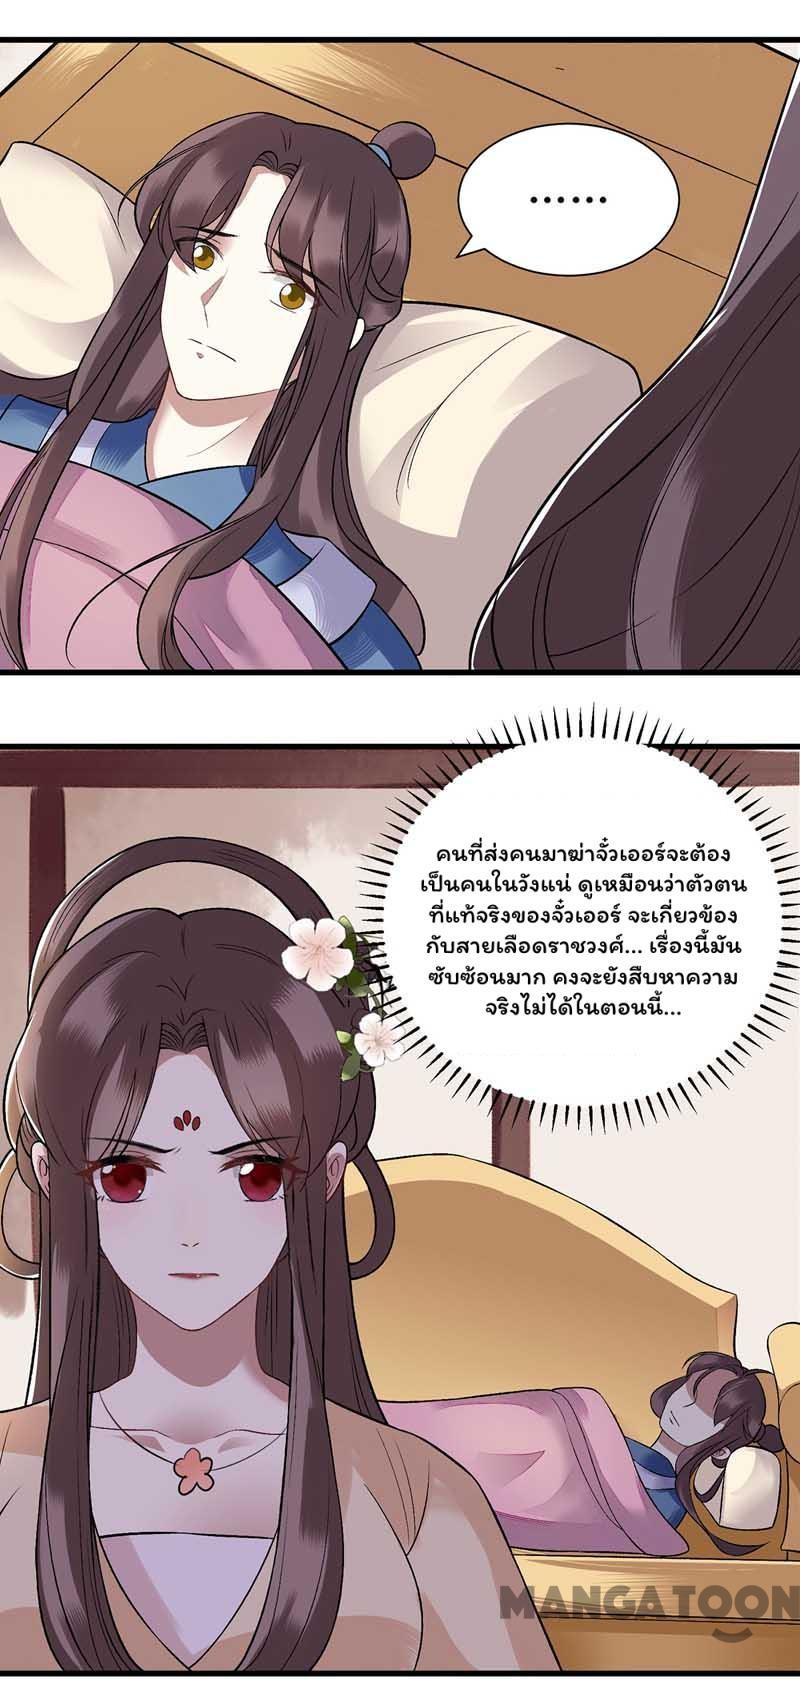 ......
คนที่ส่งคนมาฆ่าจั๋วเออร์จะต้อง
เป็นคนในวังแน่ ดูเหมือนว่าตัวตน
ที่แท้จริงของจั๋วเออร์ จะเกี่ยวข้อง
กับสายเลือดราชวงศ์... เรื่องนี้มัน
ซับซ้อนมาก คงจะยังสืบหาความ
จริงไม่ได้ในตอนนี้...
MANGATOON